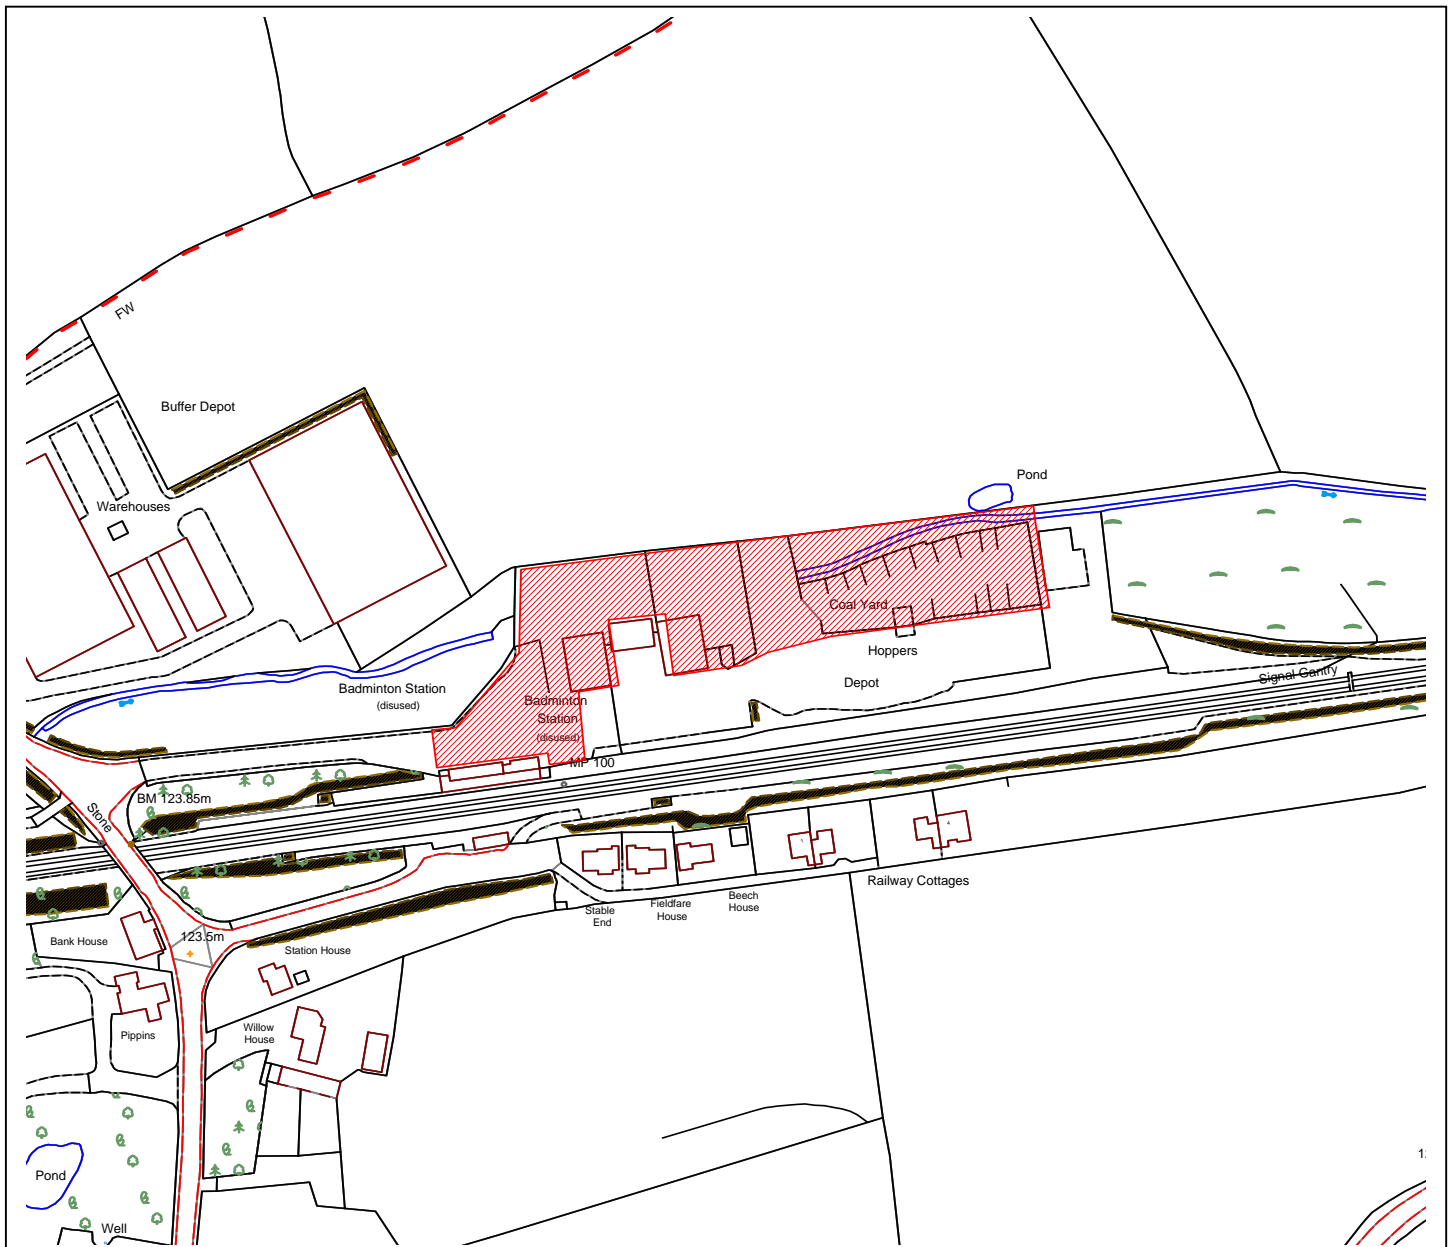 FW
Buffer Depot
Pond
Warehouses
Coal Yard
Hoppers
Signal Gantry
Depot
Badminton Station
(disused)
Badminton
Station
(disused)
MP 100
BM 123.85m
Stone
Railway Cottages
Beech
House
Fieldfare
House
Stable
End
123.5m
Bank House
Station House
Willow
House
Pippins
Pond
Well